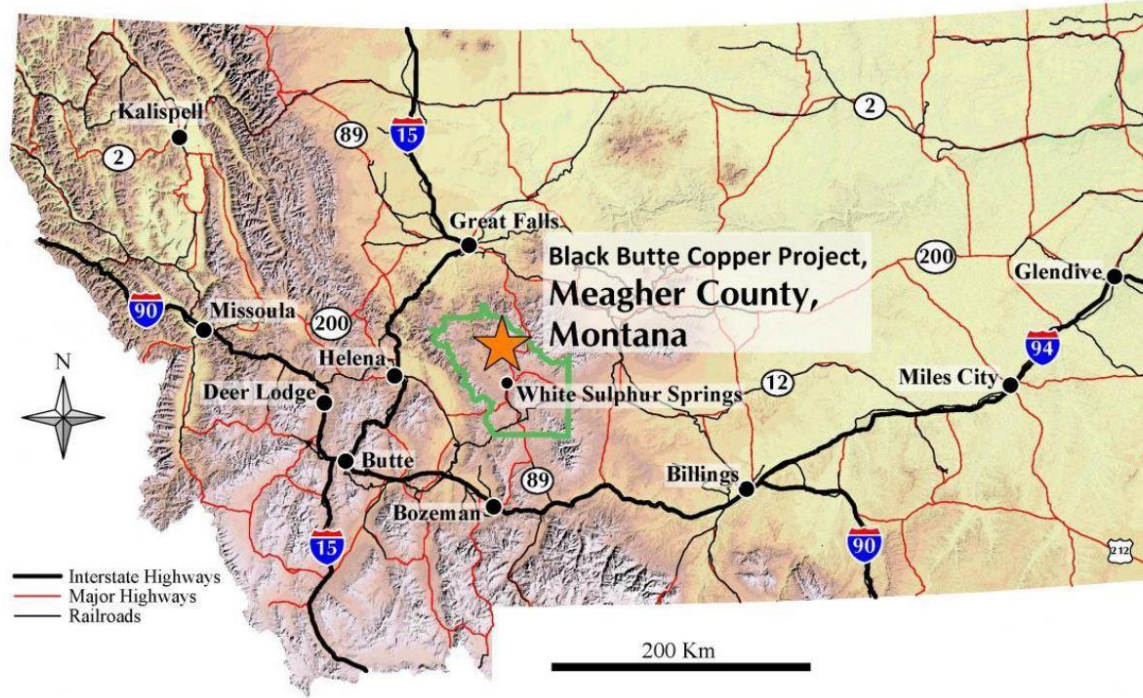 Kalispell
2
89
15
2
Great Falls
Black Butte Copper Project,
Meagher County,
Montana
200
Glendive
90
Missoula
200
Helena
94
N
Deer Lodge
White Sulphur Springs
12
Miles City
Butte
Billings
89
Bozeman
15
90
212
Interstate Highways
Major Highways
Railroads
200 Km